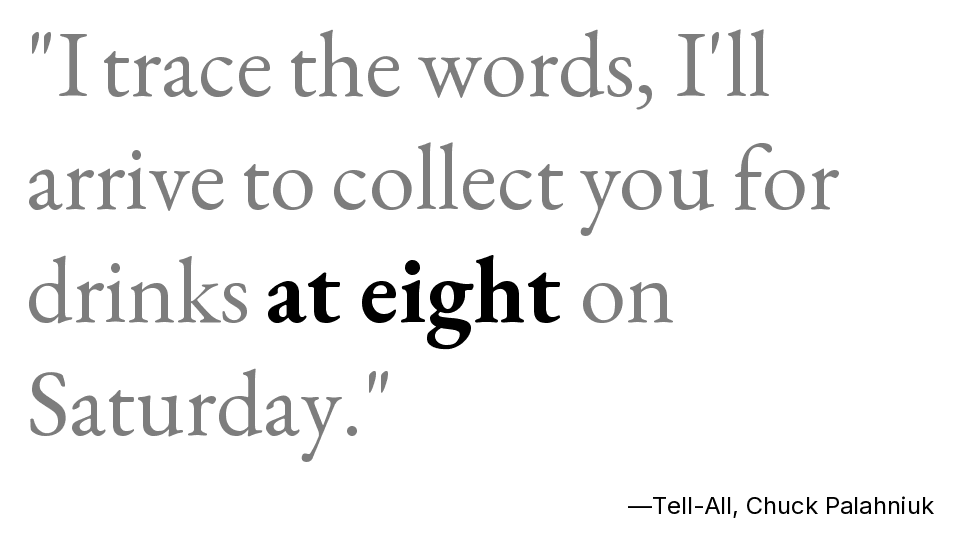 "I trace the words, I'll
arrive to collect you for
drinks at eight on
Saturday."
—Tell-All, Chuck Palahniuk